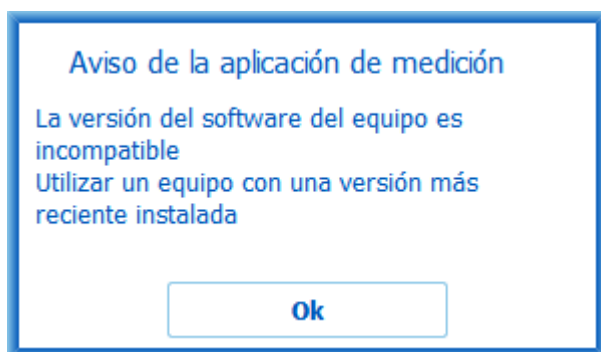 Aviso de la aplicación de medición
La versión del software del equipo es
incompatible
Utilizar un equipo con una versión más
reciente instalada
Ok